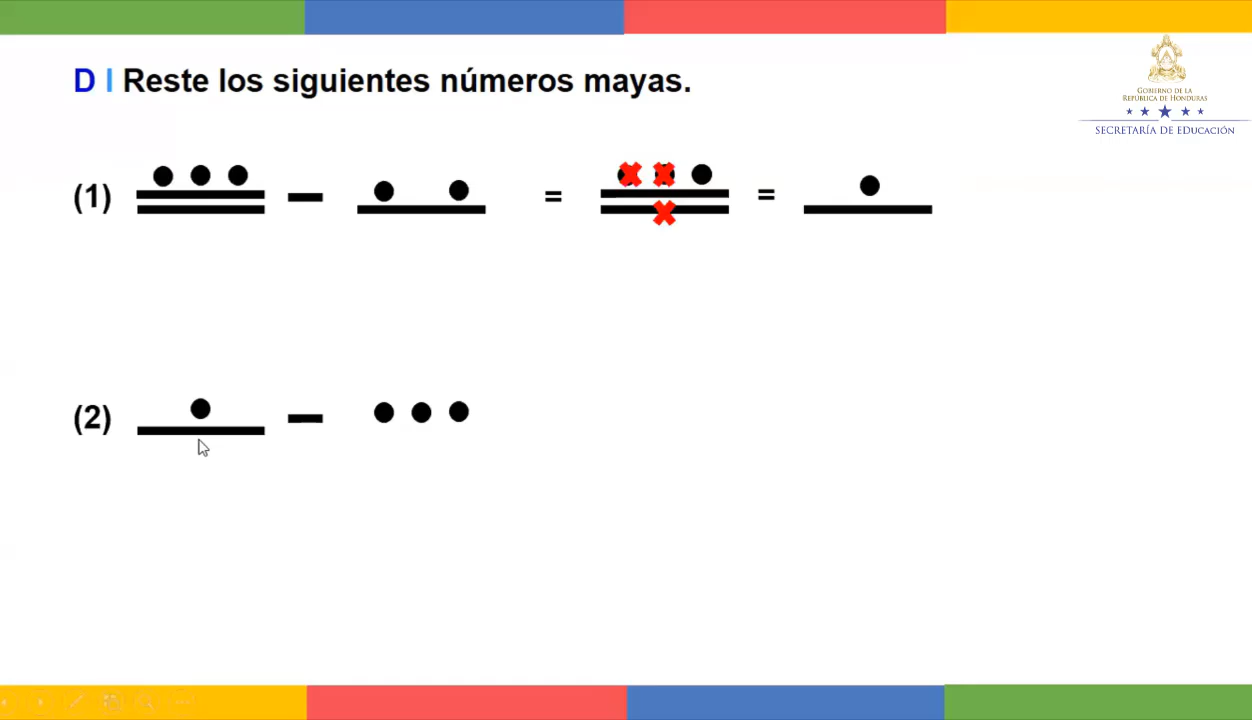 D I Reste los siguientes números mayas.
GOBIERNO DE LA
REPÚBLICA DE HONDURAS
SECRETARÍA DE EDUCACIÓN
(1) — = =
(2) —